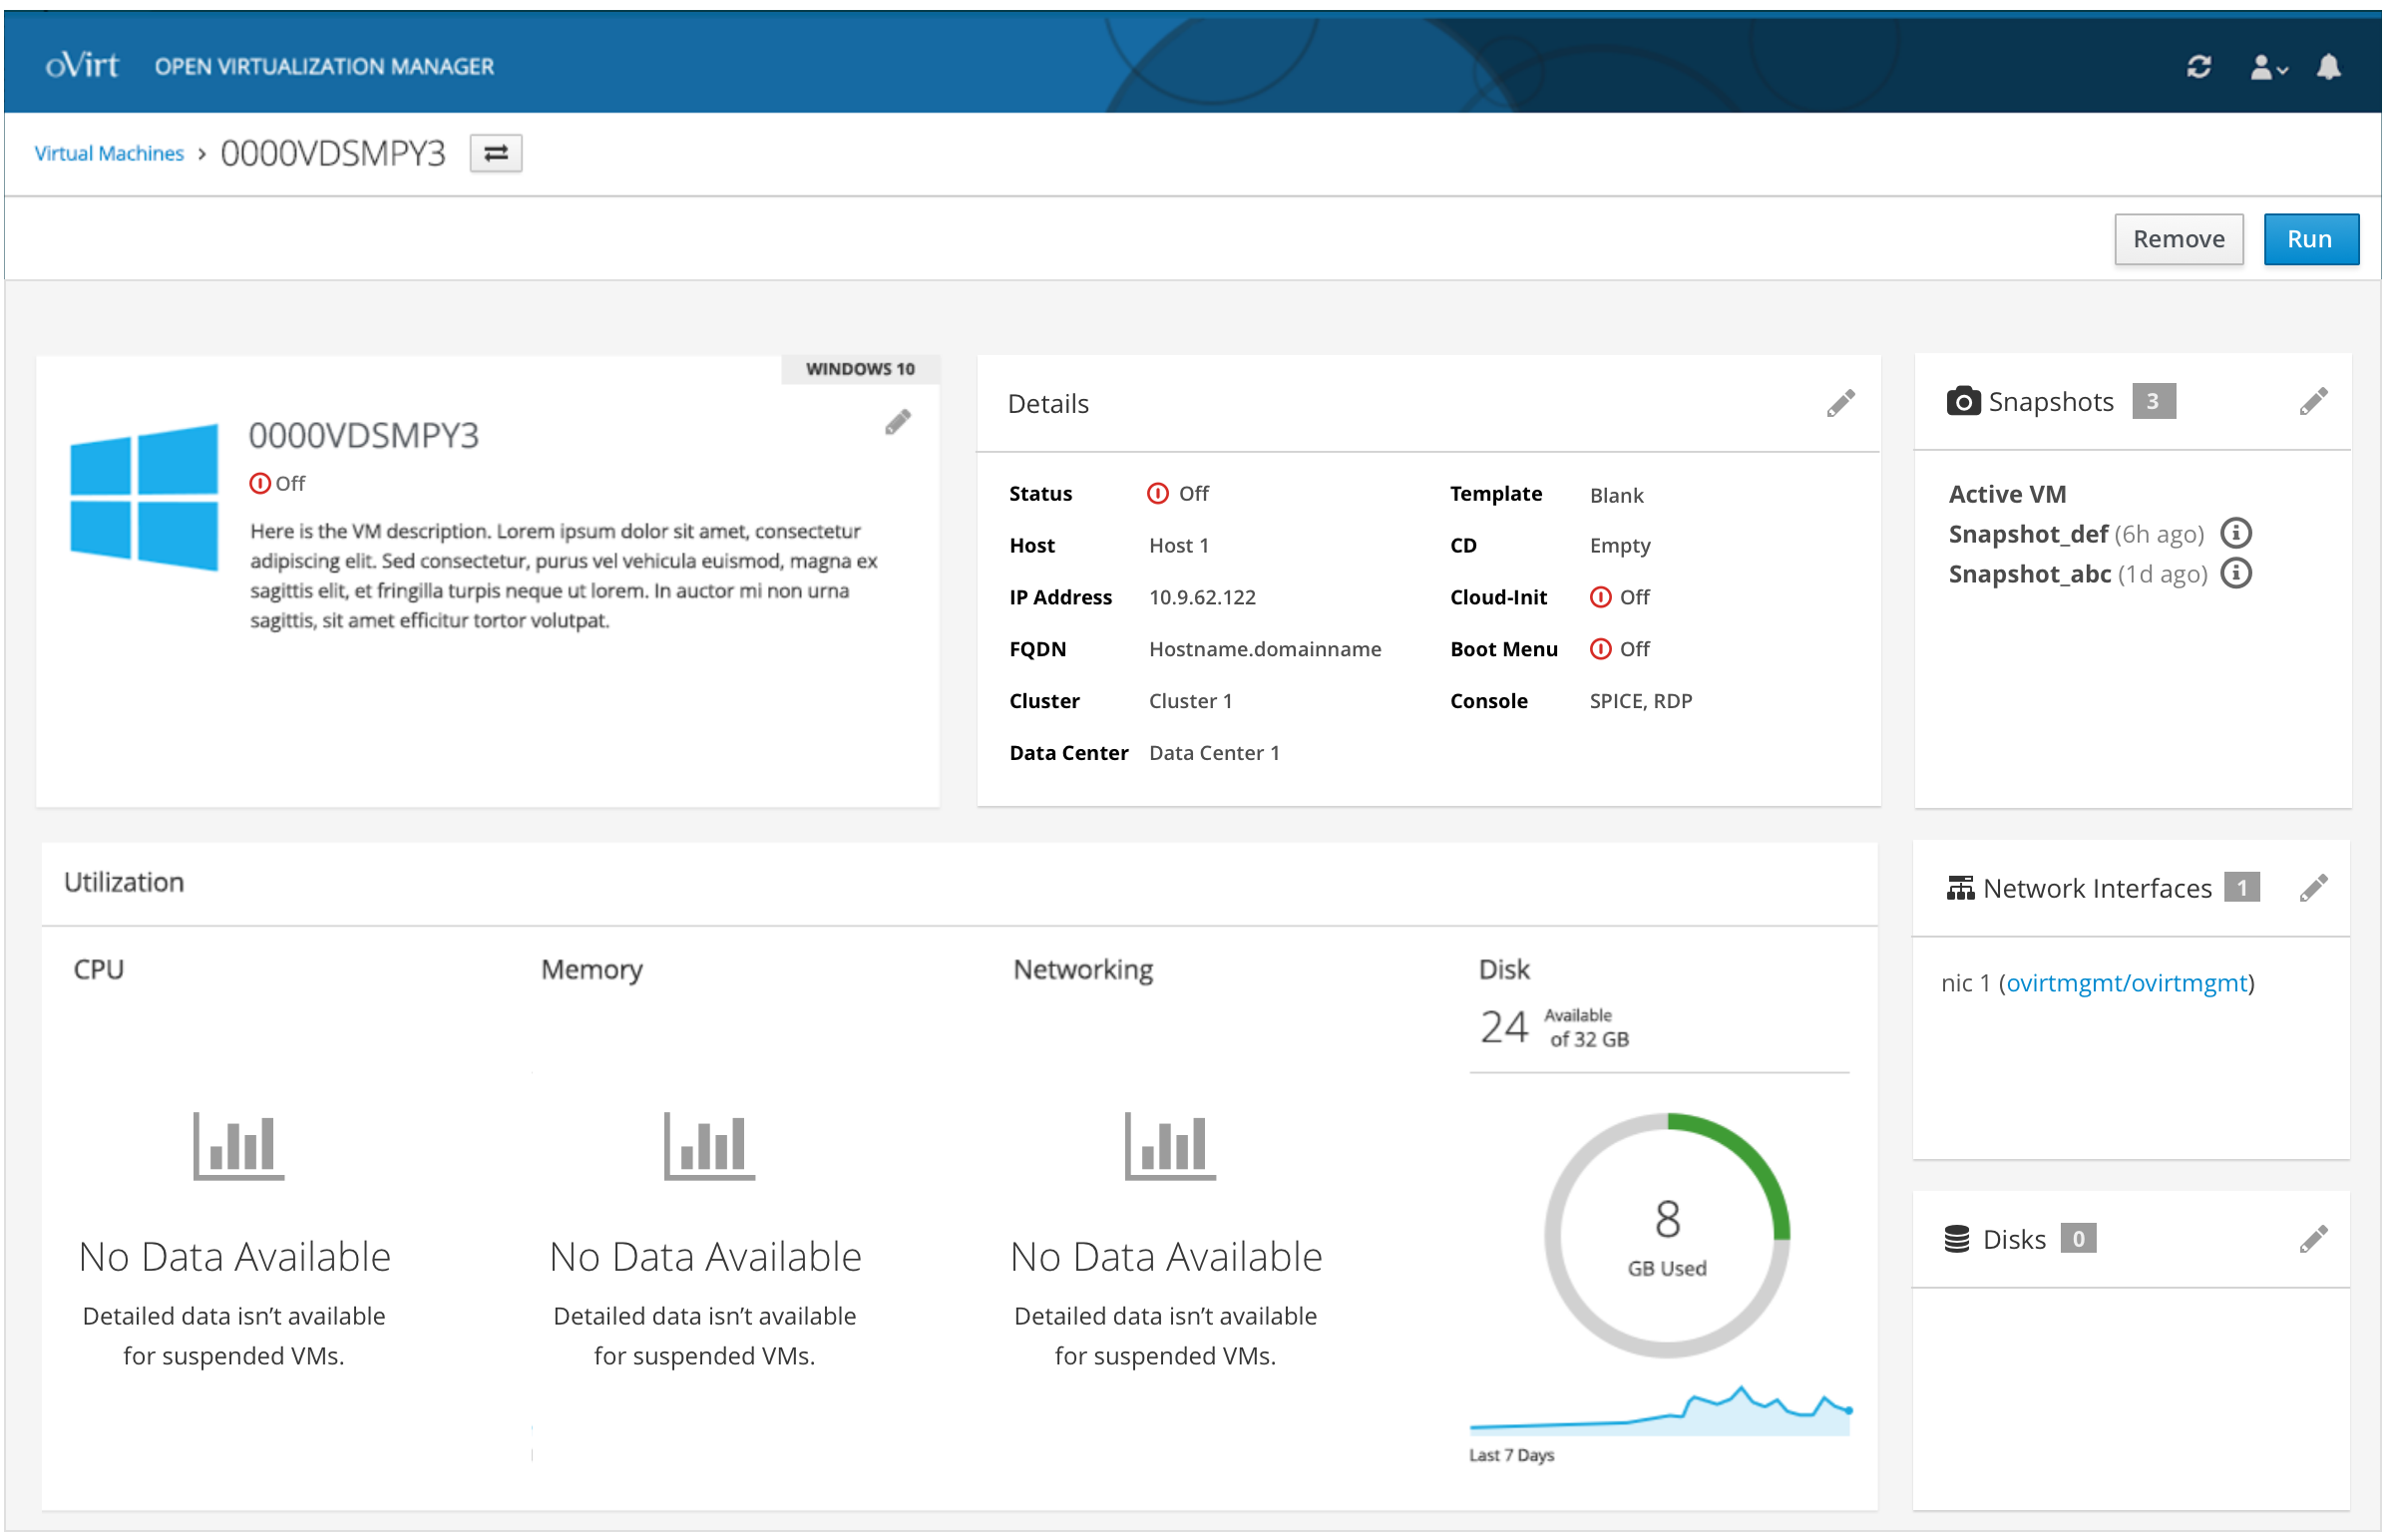 oVirt OPEN VIRTUALIZATION MANAGER
Virtual Machines › 0000VDSMPY3
Remove Run
WINDOWS 10
0000VDSMPY3
Off
Here is the VM description. Lorem ipsum dolor sit amet, consectetur
adipiscing elit. Sed consectetur, purus vel vehicula euismod, magna ex
sagittis elit, et fringilla turpis neque ut lorem. In auctor mi non urna
sagittis, sit amet efficitur tortor volutpat.
Details
Status Off
Host Host 1
IP Address 10.9.62.122
FQDN Hostname.domainname
Cluster Cluster 1
Data Center Data Center 1
Template Blank
CD Empty
Cloud-Init Off
Boot Menu Off
Console SPICE, RDP
Snapshots 3
Active VM
Snapshot_def (6h ago)
Snapshot_abc (1d ago)
Utilization
CPU
No Data Available
Detailed data isn’t available
for suspended VMs.
Memory
No Data Available
Detailed data isn’t available
for suspended VMs.
Networking
No Data Available
Detailed data isn’t available
for suspended VMs.
Disk
24 Available
of 32 GB
8
GB Used
Last 7 Days
Network Interfaces 1
nic 1 (ovirtmgmt/ovirtmgmt)
Disks 0